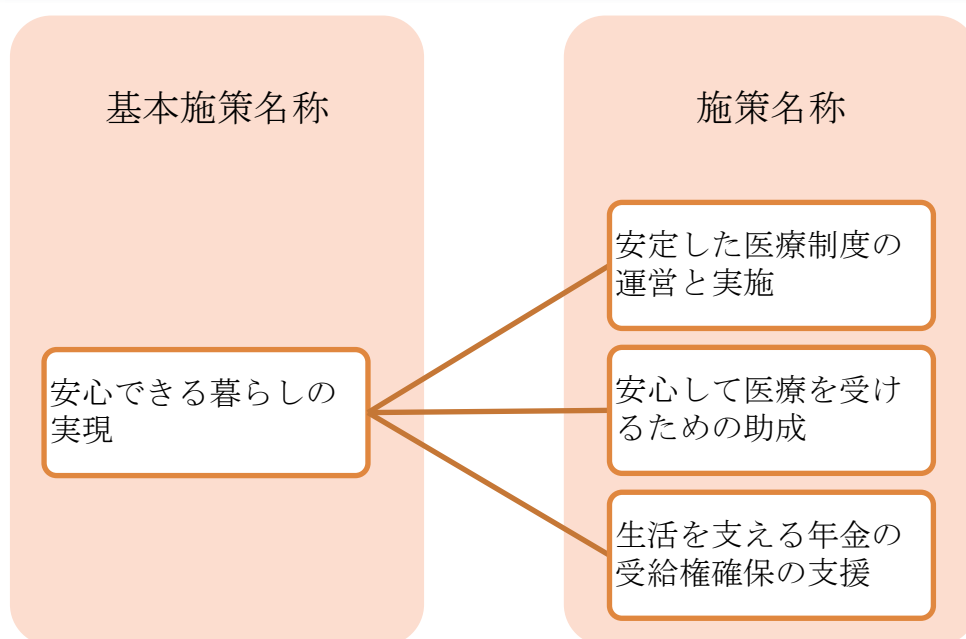 基本施策名称
施策名称
安心できる暮らしの
実現
安定した医療制度の
運営と実施
安心して医療を受け
るための助成
生活を支える年金の
受給権確保の支援